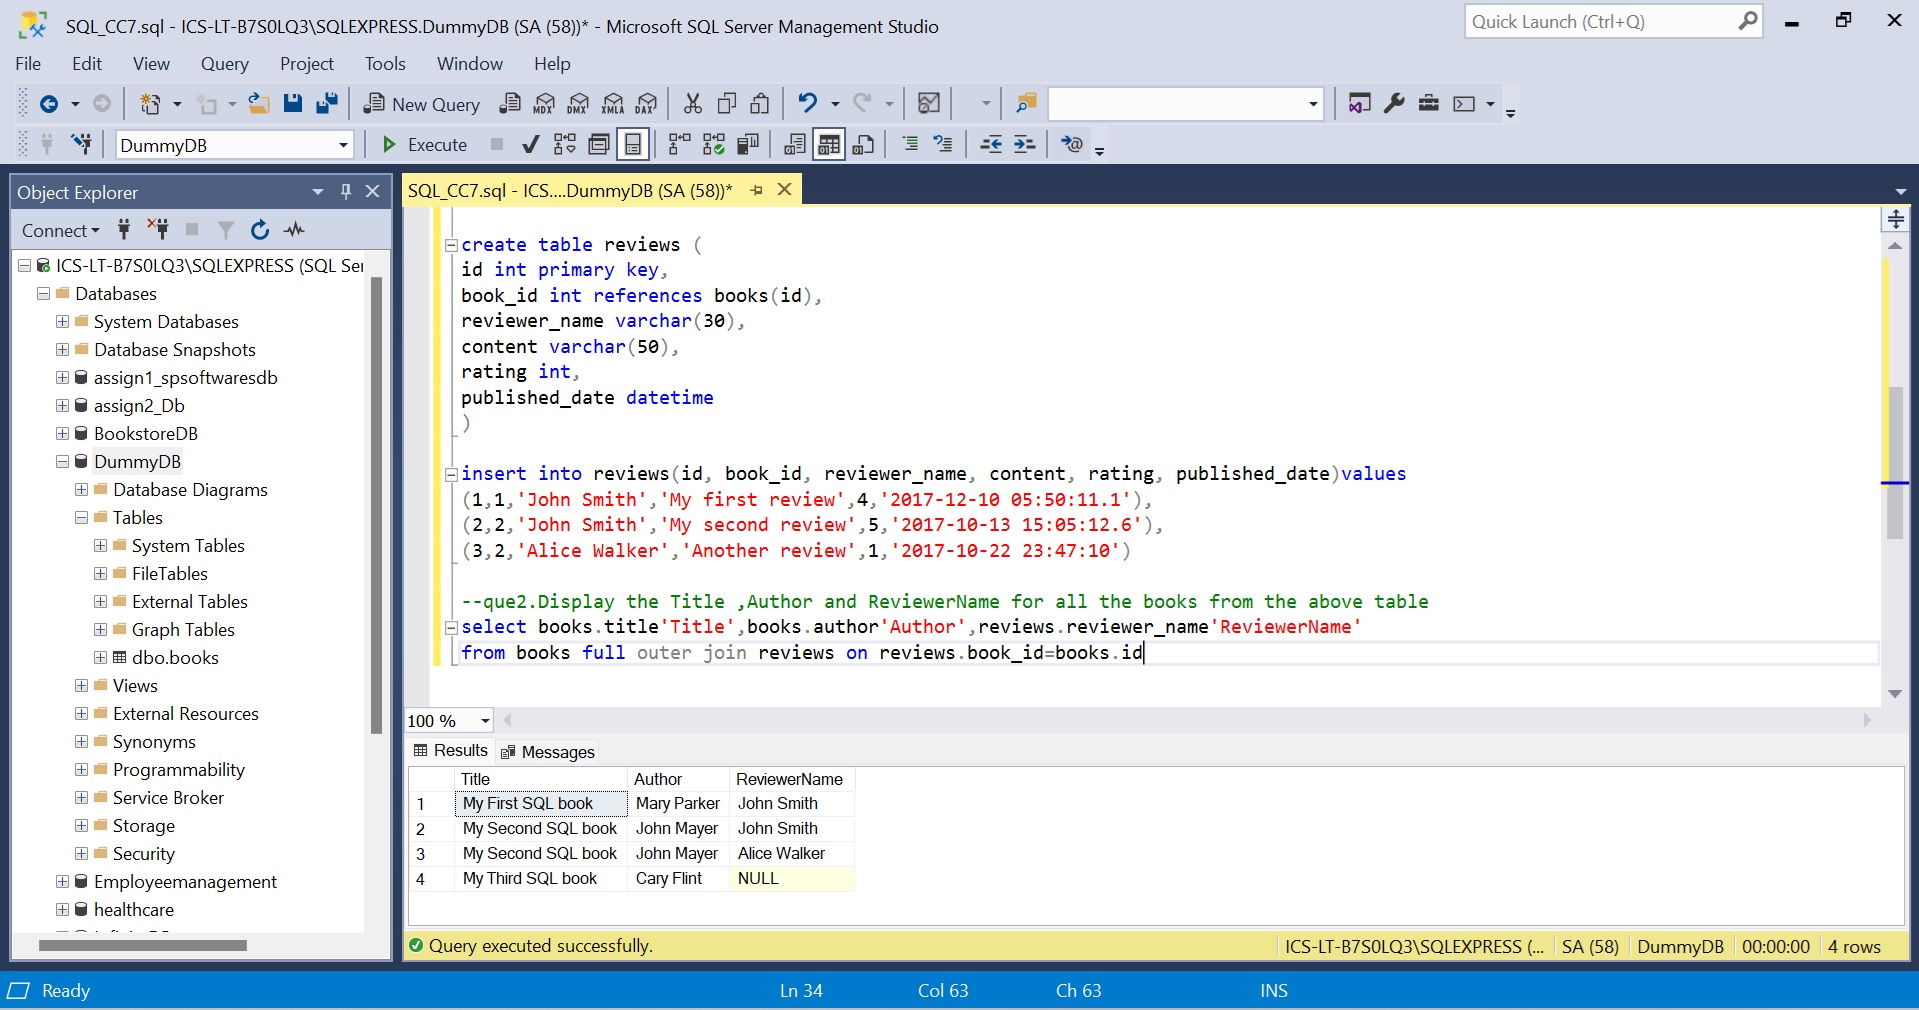 SQL_CC7.sql - ICS-LT-B7S0LQ3\SQLEXPRESS.DummyDB (SA (58))* - Microsoft SQL Server Management Studio
Quick Launch (Ctrl+Q)
File Edit View Query Project Tools Window Help
New Query MDX DMX XMLA DAX
DummyDB Execute
Object Explorer
Connect
ICS-LT-B7S0LQ3\SQLEXPRESS (SQL Ser
Databases
System Databases
Database Snapshots
assign1_spsoftwaresdb
assign2_Db
BookstoreDB
DummyDB
Database Diagrams
Tables
System Tables
FileTables
External Tables
Graph Tables
dbo.books
Views
External Resources
Synonyms
Programmability
Service Broker
Storage
Security
Employeemanagement
healthcare
SQL_CC7.sql - ICS....DummyDB (SA (58))*
create table reviews (
id int primary key,
book_id int references books(id),
reviewer_name varchar(30),
content varchar(50),
rating int,
published_date datetime
)
insert into reviews(id, book_id, reviewer_name, content, rating, published_date)values
(1,1,'John Smith','My first review',4,'2017-12-10 05:50:11.1'),
(2,2,'John Smith','My second review',5,'2017-10-13 15:05:12.6'),
(3,2,'Alice Walker','Another review',1,'2017-10-22 23:47:10')
--que2.Display the Title ,Author and ReviewerName for all the books from the above table
select books.title'Title',books.author'Author',reviews.reviewer_name'ReviewerName'
from books full outer join reviews on reviews.book_id=books.id
100 %
Results Messages
Title Author ReviewerName
1 My First SQL book Mary Parker John Smith
2 My Second SQL book John Mayer John Smith
3 My Second SQL book John Mayer Alice Walker
4 My Third SQL book Cary Flint NULL
Query executed successfully. ICS-LT-B7S0LQ3\SQLEXPRESS (... SA (58) DummyDB 00:00:00 4 rows
Ready Ln 34 Col 63 Ch 63 INS